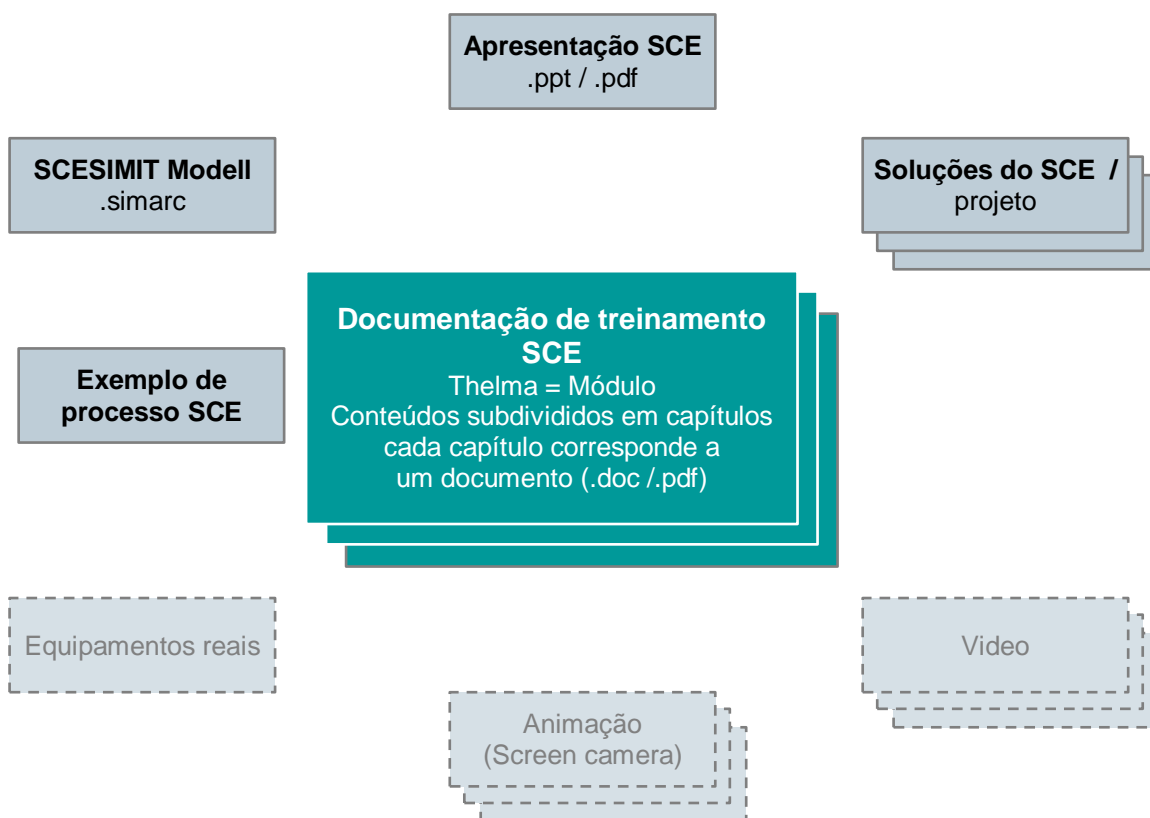 Apresentação SCE
.ppt / .pdf
SCESIMIT Modell
.simarc
Soluções do SCE /
projeto
Documentação de treinamento
SCE
Thelma = Módulo
Conteúdos subdivididos em capítulos
cada capítulo corresponde a
um documento (.doc /.pdf)
Exemplo de
processo SCE
Equipamentos reais
Video
Animação
(Screen camera)